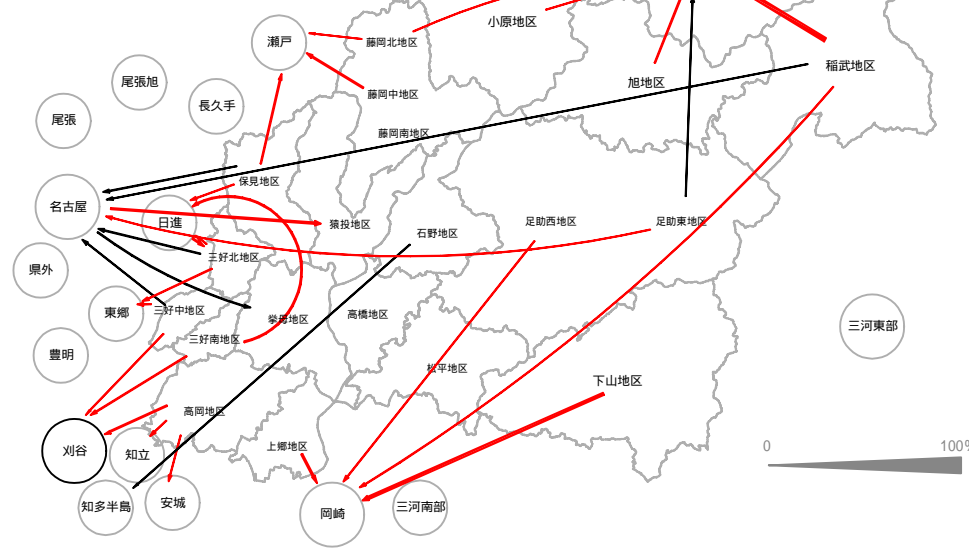 小原地区
瀬戸
藤岡北地区
稲武地区
尾張旭
旭地区
藤岡中地区
長久手
尾張
藤岡南地区
保見地区
名古屋
日進
猿投地区
石野地区
足助西地区
足助東地区
三好北地区
県外
東郷
三好中地区
挙母地区
高橋地区
三河東部
三好南地区
豊明
松平地区
下山地区
高岡地区
上郷地区
0
100%
刈谷
知立
知多半島
安城
岡崎
三河南部